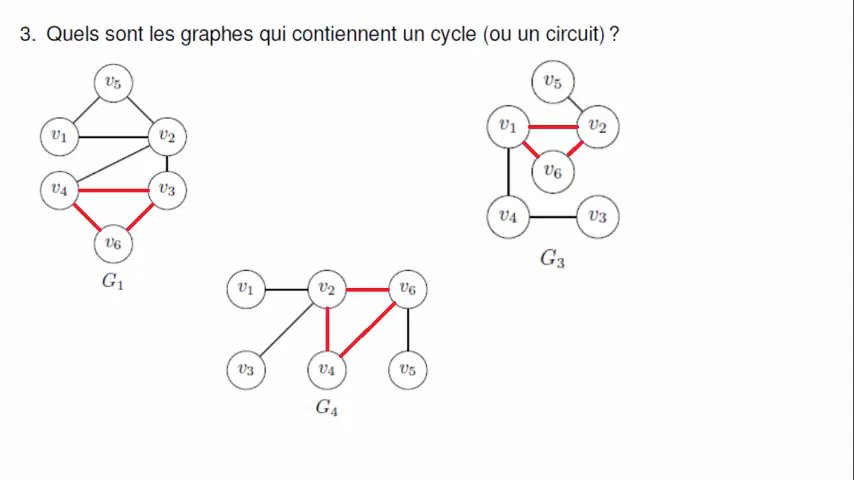 3. Quels sont les graphes qui contiennent un cycle (ou un circuit) ?
v5
v1
v2
v4
v3
v6
G1
v5
v1
v2
v6
v4
v3
G3
v1
v2
v6
v3
v4
v5
G4